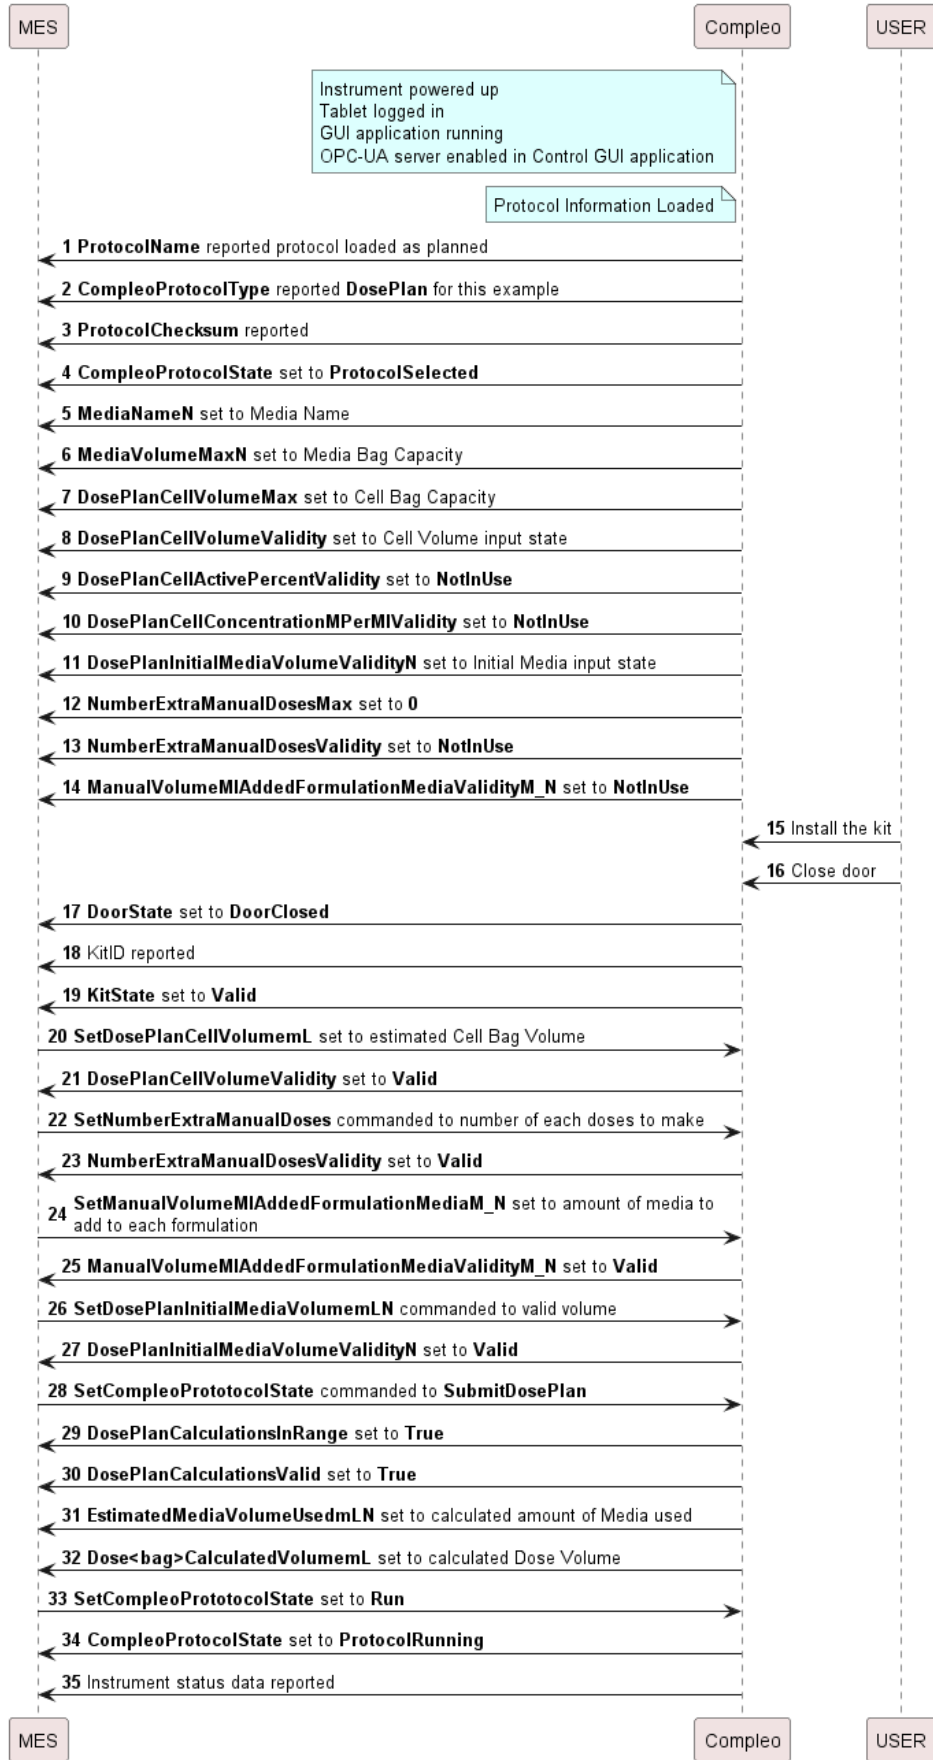 MES Compleo USER
Instrument powered up
Tablet logged in
GUI application running
OPC-UA server enabled in Control GUI application
Protocol Information Loaded
1 ProtocolName reported protocol loaded as planned
2 CompleoProtocolType reported DosePlan for this example
3 ProtocolChecksum reported
4 CompleoProtocolState set to ProtocolSelected
5 MediaNameN set to Media Name
6 MediaVolumeMaxN set to Media Bag Capacity
7 DosePlanCellVolumeMax set to Cell Bag Capacity
8 DosePlanCellVolumeValidity set to Cell Volume input state
9 DosePlanCellActivePercentValidity set to NotInUse
10 DosePlanCellConcentrationMPerMlValidity set to NotInUse
11 DosePlanInitialMediaVolumeValidityN set to Initial Media input state
12 NumberExtraManualDosesMax set to 0
13 NumberExtraManualDosesValidity set to NotInUse
14 ManualVolumeMlAddedFormulationMediaValidityM_N set to NotInUse
15 Install the kit
16 Close door
17 DoorState set to DoorClosed
18 KitID reported
19 KitState set to Valid
20 SetDosePlanCellVolumemL set to estimated Cell Bag Volume
21 DosePlanCellVolumeValidity set to Valid
22 SetNumberExtraManualDoses commanded to number of each doses to make
23 NumberExtraManualDosesValidity set to Valid
24 SetManualVolumeMlAddedFormulationMediaM_N set to amount of media to
add to each formulation
25 ManualVolumeMlAddedFormulationMediaValidityM_N set to Valid
26 SetDosePlanInitialMediaVolumemLN commanded to valid volume
27 DosePlanInitialMediaVolumeValidityN set to Valid
28 SetCompleoPrototocolState commanded to SubmitDosePlan
29 DosePlanCalculationsInRange set to True
30 DosePlanCalculationsValid set to True
31 EstimatedMediaVolumeUsedmLN set to calculated amount of Media used
32 Dose<bag>CalculatedVolumemL set to calculated Dose Volume
33 SetCompleoPrototocolState set to Run
34 CompleoProtocolState set to ProtocolRunning
35 Instrument status data reported
MES Compleo USER